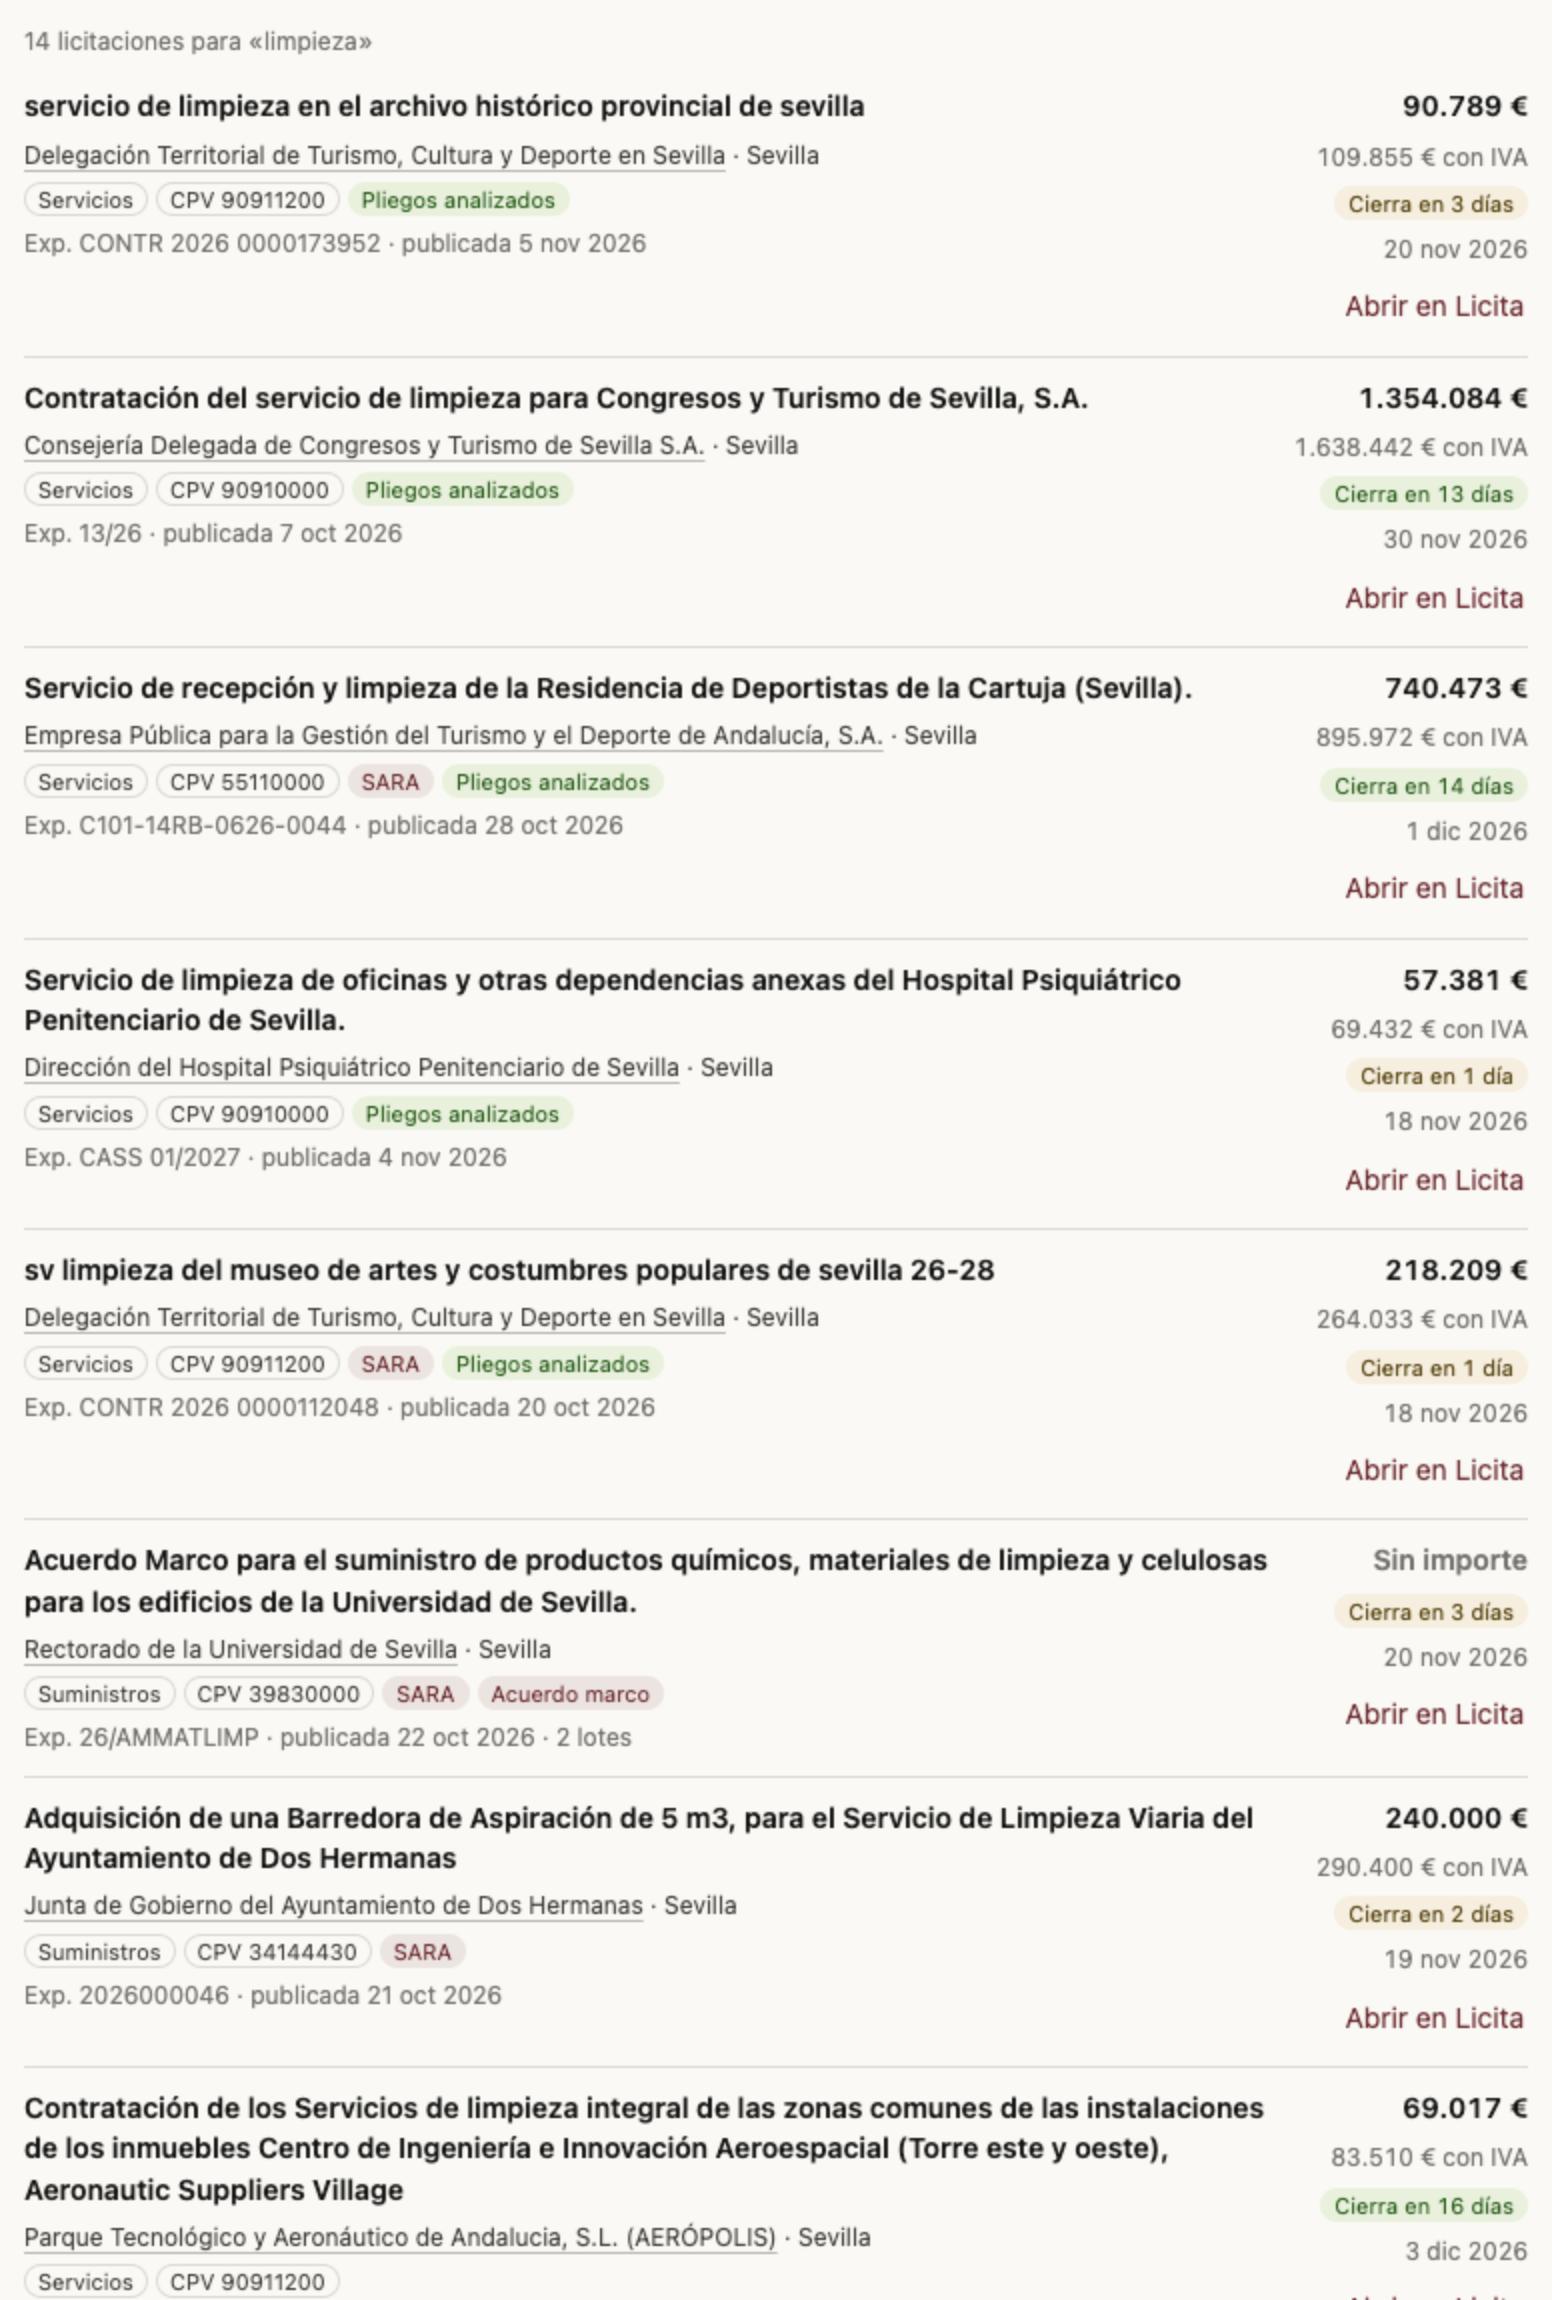 14 licitaciones para «limpieza»
servicio de limpieza en el archivo histórico provincial de sevilla
90.789 €
Delegación Territorial de Turismo, Cultura y Deporte en Sevilla · Sevilla
109.855 € con IVA
Servicios CPV 90911200 Pliegos analizados
Cierra en 3 días
Exp. CONTR 2026 0000173952 · publicada 5 nov 2026
20 nov 2026
Abrir en Licita
Contratación del servicio de limpieza para Congresos y Turismo de Sevilla, S.A.
1.354.084 €
Consejería Delegada de Congresos y Turismo de Sevilla S.A. · Sevilla
1.638.442 € con IVA
Servicios CPV 90910000 Pliegos analizados
Cierra en 13 días
Exp. 13/26 · publicada 7 oct 2026
30 nov 2026
Abrir en Licita
Servicio de recepción y limpieza de la Residencia de Deportistas de la Cartuja (Sevilla).
740.473 €
Empresa Pública para la Gestión del Turismo y el Deporte de Andalucía, S.A. · Sevilla
895.972 € con IVA
Servicios CPV 55110000 SARA Pliegos analizados
Cierra en 14 días
Exp. C101-14RB-0626-0044 · publicada 28 oct 2026
1 dic 2026
Abrir en Licita
Servicio de limpieza de oficinas y otras dependencias anexas del Hospital Psiquiátrico
Penitenciario de Sevilla.
57.381 €
69.432 € con IVA
Dirección del Hospital Psiquiátrico Penitenciario de Sevilla · Sevilla
Cierra en 1 día
Servicios CPV 90910000 Pliegos analizados
18 nov 2026
Exp. CASS 01/2027 · publicada 4 nov 2026
Abrir en Licita
sv limpieza del museo de artes y costumbres populares de sevilla 26-28
218.209 €
Delegación Territorial de Turismo, Cultura y Deporte en Sevilla · Sevilla
264.033 € con IVA
Servicios CPV 90911200 SARA Pliegos analizados
Cierra en 1 día
Exp. CONTR 2026 0000112048 · publicada 20 oct 2026
18 nov 2026
Abrir en Licita
Acuerdo Marco para el suministro de productos químicos, materiales de limpieza y celulosas
para los edificios de la Universidad de Sevilla.
Sin importe
Cierra en 3 días
Rectorado de la Universidad de Sevilla · Sevilla
20 nov 2026
Suministros CPV 39830000 SARA Acuerdo marco
Abrir en Licita
Exp. 26/AMMATLIMP · publicada 22 oct 2026 · 2 lotes
Adquisición de una Barredora de Aspiración de 5 m3, para el Servicio de Limpieza Viaria del
Ayuntamiento de Dos Hermanas
240.000 €
290.400 € con IVA
Junta de Gobierno del Ayuntamiento de Dos Hermanas · Sevilla
Cierra en 2 días
Suministros CPV 34144430 SARA
19 nov 2026
Exp. 2026000046 · publicada 21 oct 2026
Abrir en Licita
Contratación de los Servicios de limpieza integral de las zonas comunes de las instalaciones
de los inmuebles Centro de Ingeniería e Innovación Aeroespacial (Torre este y oeste),
Aeronautic Suppliers Village
69.017 €
83.510 € con IVA
Cierra en 16 días
Parque Tecnológico y Aeronáutico de Andalucia, S.L. (AERÓPOLIS) · Sevilla
3 dic 2026
Servicios CPV 90911200